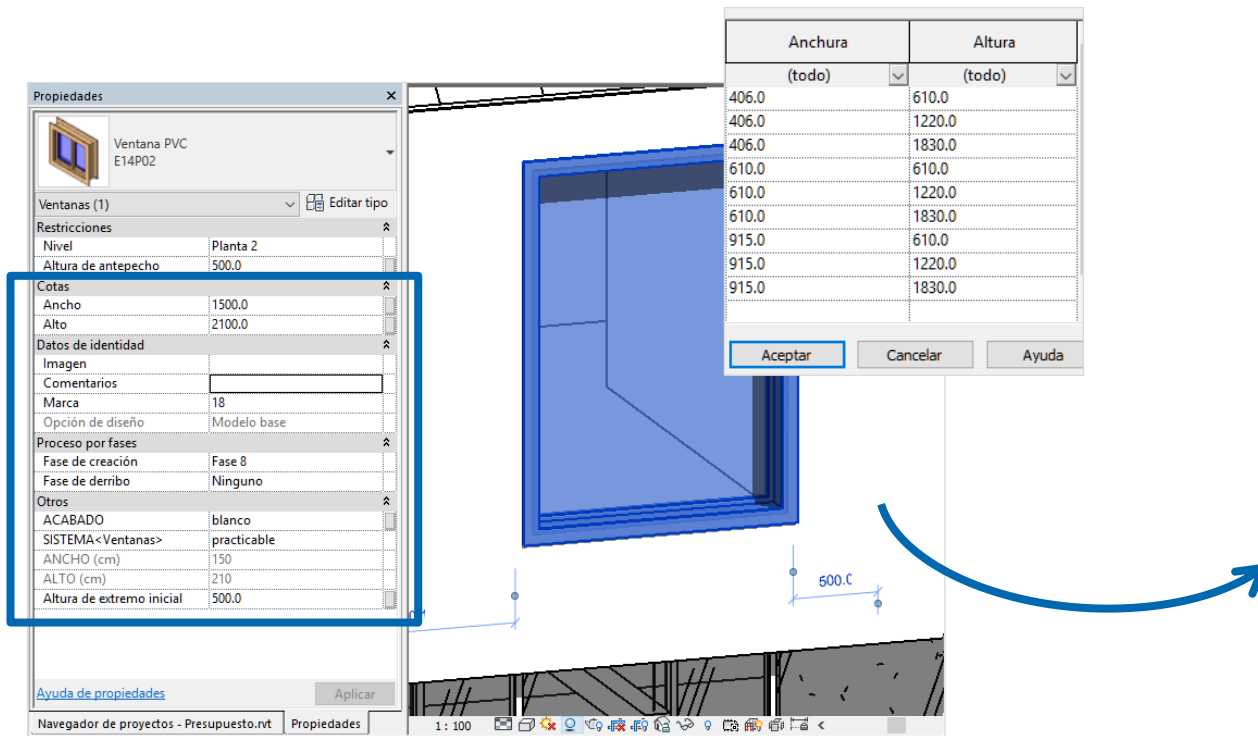 Propiedades
Ventana PVC
E14P02
Ventanas (1) Editar tipo
Restricciones
Nivel Planta 2
Altura de antepecho 500.0
Cotas
Ancho 1500.0
Alto 2100.0
Datos de identidad
Imagen
Comentarios
Marca 18
Opción de diseño Modelo base
Proceso por fases
Fase de creación Fase 8
Fase de derribo Ninguno
Otros
ACABADO blanco
SISTEMA<Ventanas> practicable
ANCHO (cm) 150
ALTO (cm) 210
Altura de extremo inicial 500.0
Ayuda de propiedades Aplicar
Navegador de proyectos - Presupuesto.rvt Propiedades
Anchura Altura
(todo) (todo)
406.0 610.0
406.0 1220.0
406.0 1830.0
610.0 610.0
610.0 1220.0
610.0 1830.0
915.0 610.0
915.0 1220.0
915.0 1830.0
Aceptar Cancelar Ayuda
500.0
1 : 100